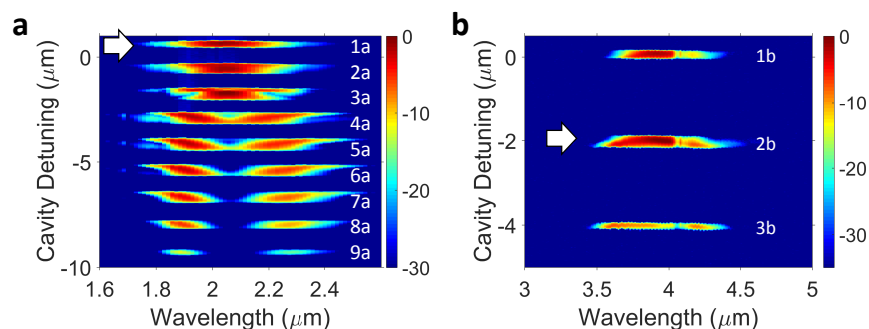 a
Cavity Detuning (μm)
0
-5
-10
1a
2a
3a
4a
5a
6a
7a
8a
9a
1.6
1.8
2
2.2
2.4
Wavelength (μm)
0
-10
-20
-30
b
Cavity Detuning (μm)
0
-2
-4
1b
2b
3b
3
3.5
4
4.5
5
Wavelength (μm)
0
-10
-20
-30